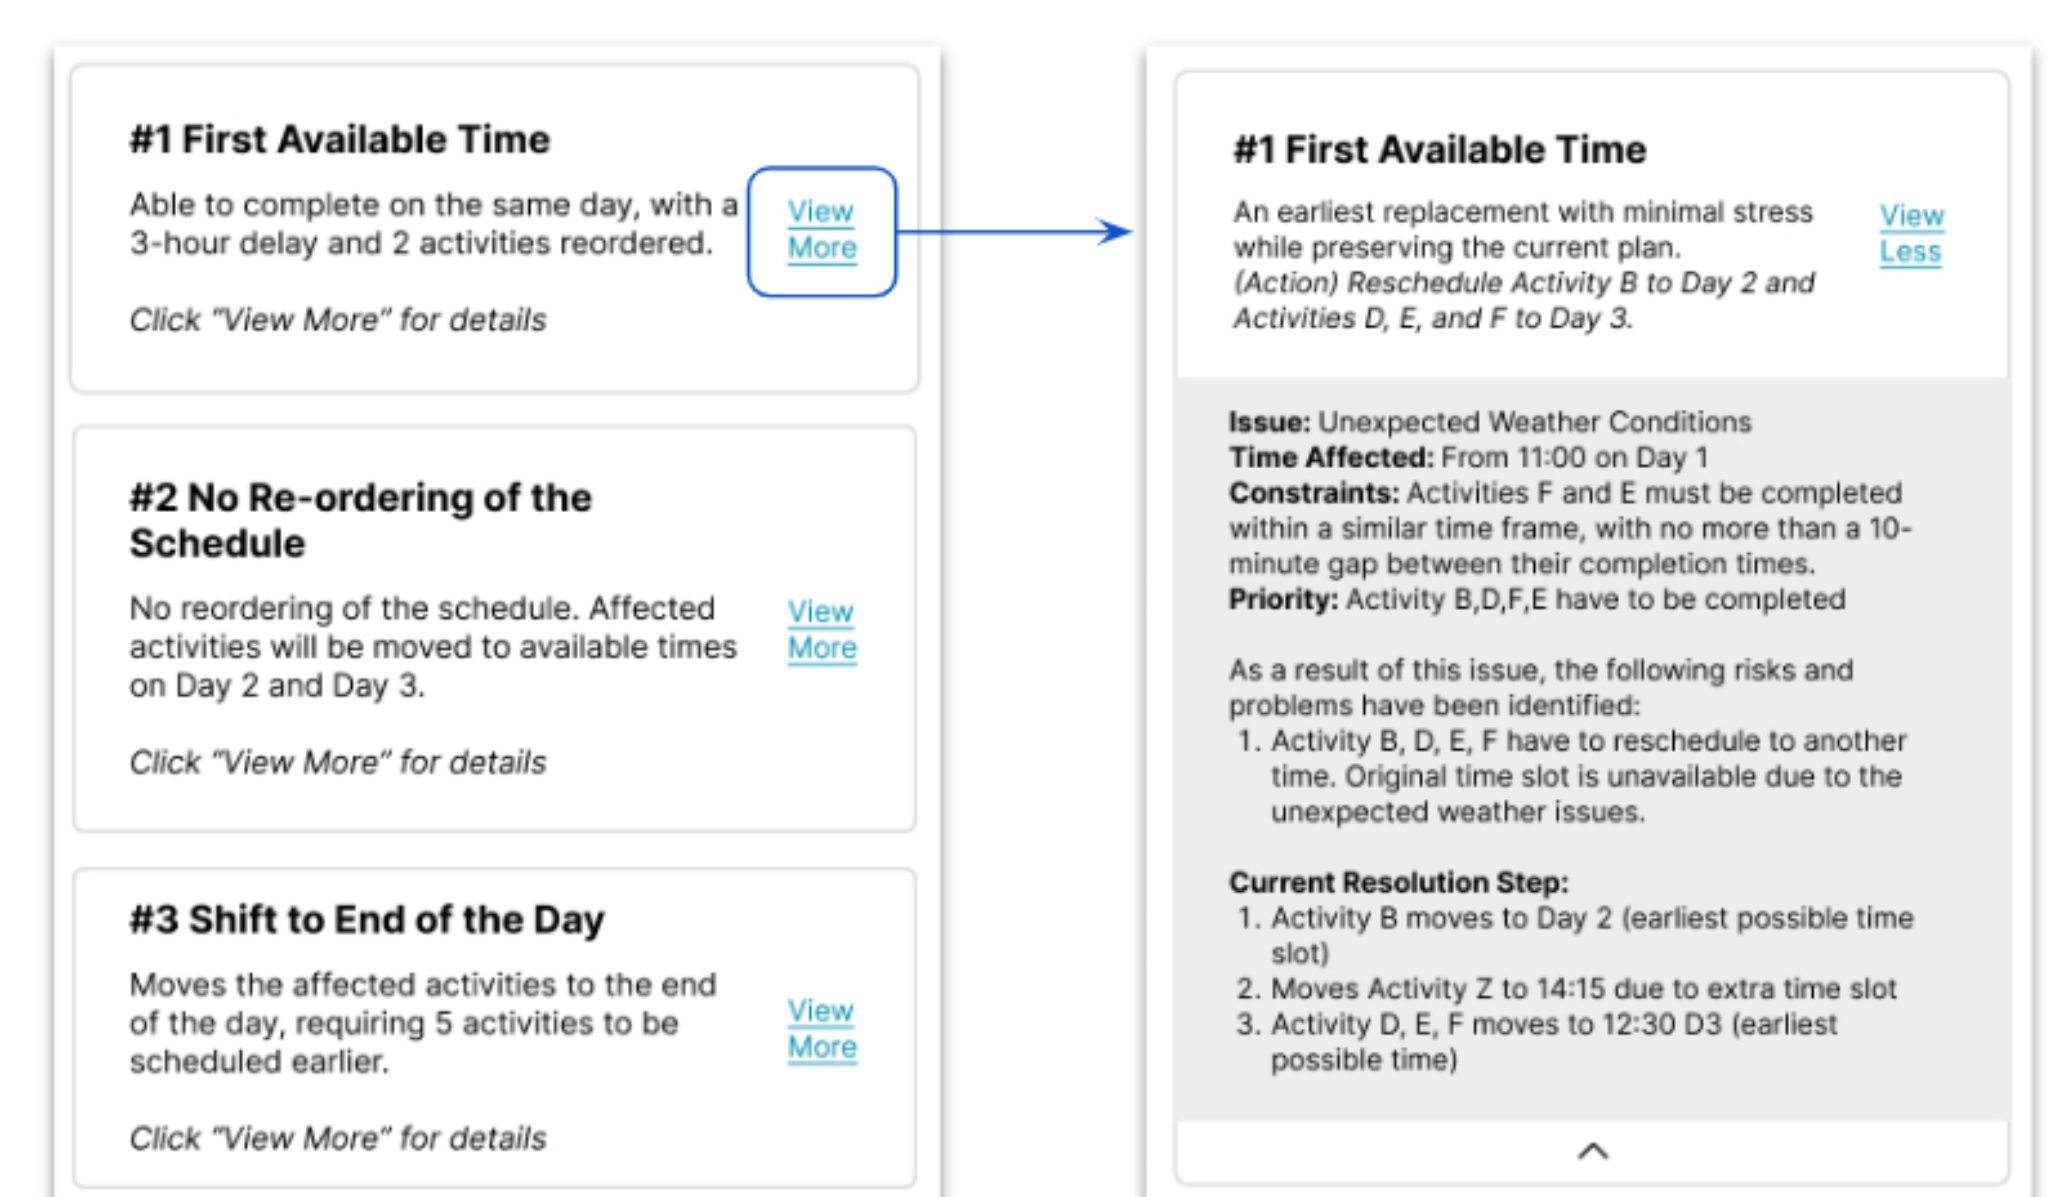 #1 First Available Time
Able to complete on the same day, with a
3-hour delay and 2 activities reordered.
View
More
Click “View More” for details
#2 No Re-ordering of the
Schedule
No reordering of the schedule. Affected
activities will be moved to available times
on Day 2 and Day 3.
View
More
Click “View More” for details
#3 Shift to End of the Day
Moves the affected activities to the end
of the day, requiring 5 activities to be
scheduled earlier.
View
More
Click “View More” for details
#1 First Available Time
An earliest replacement with minimal stress
while preserving the current plan.
(Action) Reschedule Activity B to Day 2 and
Activities D, E, and F to Day 3.
View
Less
Issue: Unexpected Weather Conditions
Time Affected: From 11:00 on Day 1
Constraints: Activities F and E must be completed
within a similar time frame, with no more than a 10-
minute gap between their completion times.
Priority: Activity B,D,F,E have to be completed
As a result of this issue, the following risks and
problems have been identified:
1. Activity B, D, E, F have to reschedule to another
time. Original time slot is unavailable due to the
unexpected weather issues.
Current Resolution Step:
1. Activity B moves to Day 2 (earliest possible time
slot)
2. Moves Activity Z to 14:15 due to extra time slot
3. Activity D, E, F moves to 12:30 D3 (earliest
possible time)